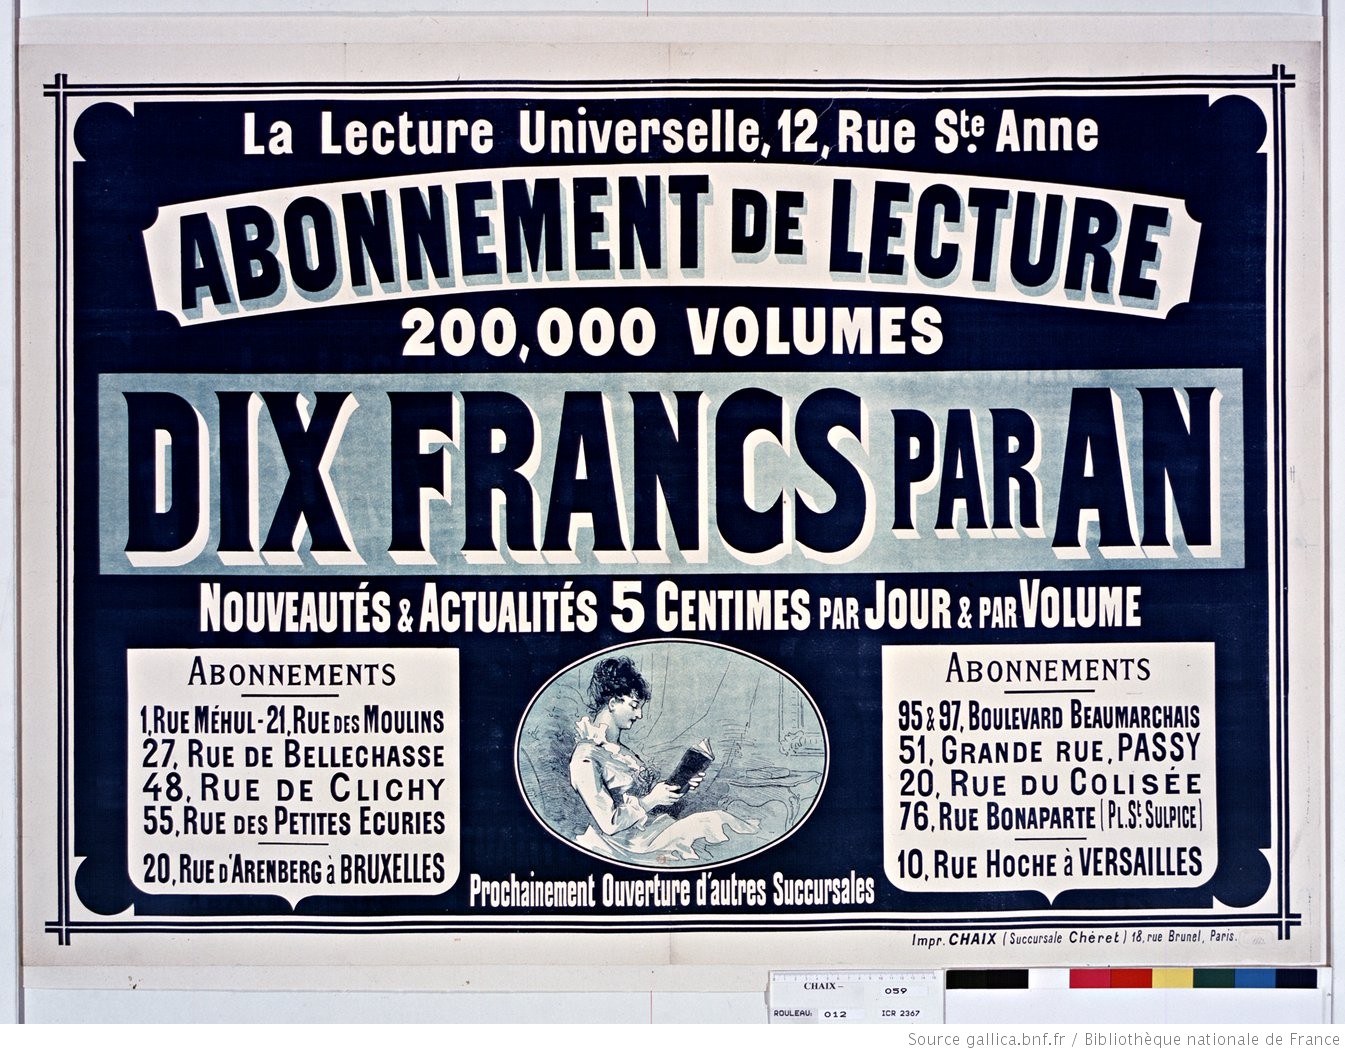 La Lecture Universelle, 12, Rue Ste. Anne
ABONNEMENT DE LECTURE
200,000 VOLUMES
DIX FRANCS PAR AN
NOUVEAUTÉS & ACTUALITÉS 5 CENTIMES PAR JOUR & PAR VOLUME
ABONNEMENTS
1, RUE MÉHUL - 21, RUE DES MOULINS
27, RUE DE BELLECHASSE
48, RUE DE CLICHY
55, RUE DES PETITES ECURIES
20, RUE D'ARENBERG à BRUXELLES
ABONNEMENTS
95 & 97, BOULEVARD BEAUMARCHAIS
51, GRANDE RUE, PASSY
20, RUE DU COLISÉE
76, RUE BONAPARTE (PL. St. SULPICE)
10, RUE HOCHE à VERSAILLES
Prochainement Ouverture d'autres Succursales
Impr. CHAIX (Succursale Chéret) 18, rue Brunel, Paris.
CHAIX –
059
ROULEAU: 012 ICR 2367
Source gallica.bnf.fr / Bibliothèque nationale de France